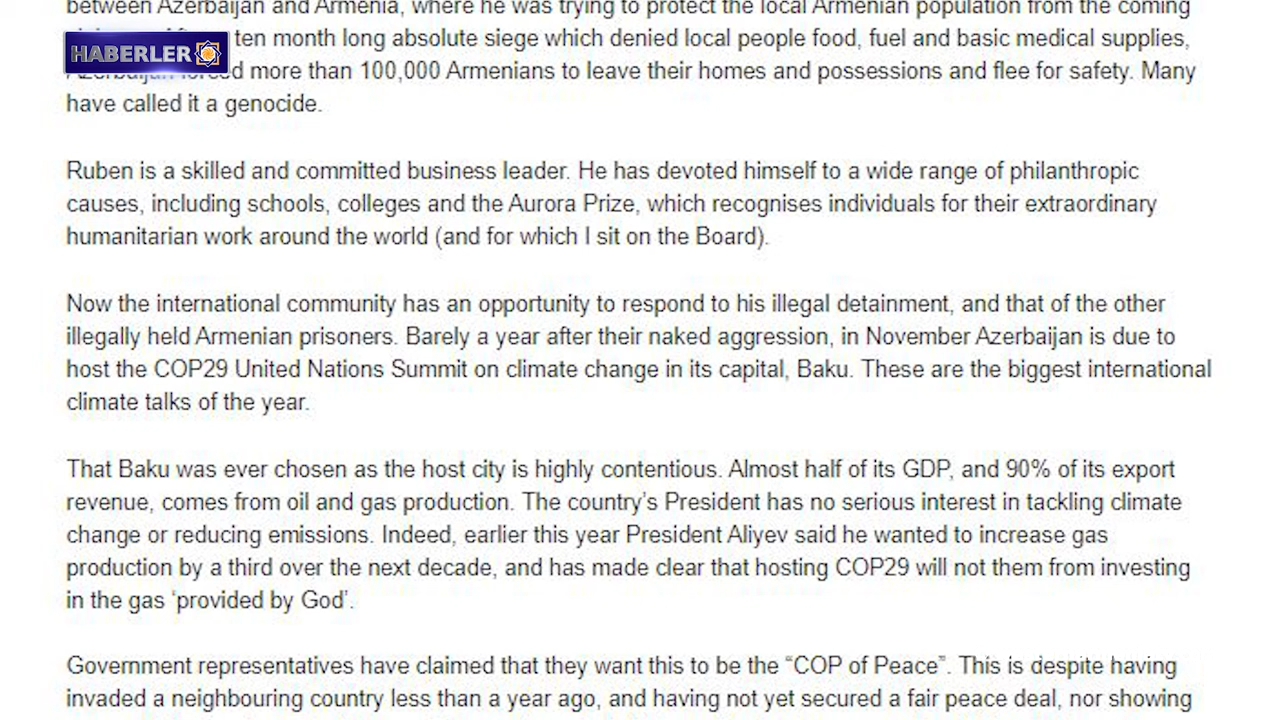 between Azerbaijan and Armenia, where he was trying to protect the local Armenian population from the coming
HABERLER
ten month long absolute siege which denied local people food, fuel and basic medical supplies,
Azerbaijan forced more than 100,000 Armenians to leave their homes and possessions and flee for safety. Many
have called it a genocide.
Ruben is a skilled and committed business leader. He has devoted himself to a wide range of philanthropic
causes, including schools, colleges and the Aurora Prize, which recognises individuals for their extraordinary
humanitarian work around the world (and for which I sit on the Board).
Now the international community has an opportunity to respond to his illegal detainment, and that of the other
illegally held Armenian prisoners. Barely a year after their naked aggression, in November Azerbaijan is due to
host the COP29 United Nations Summit on climate change in its capital, Baku. These are the biggest international
climate talks of the year.
That Baku was ever chosen as the host city is highly contentious. Almost half of its GDP, and 90% of its export
revenue, comes from oil and gas production. The country’s President has no serious interest in tackling climate
change or reducing emissions. Indeed, earlier this year President Aliyev said he wanted to increase gas
production by a third over the next decade, and has made clear that hosting COP29 will not them from investing
in the gas ‘provided by God’.
Government representatives have claimed that they want this to be the “COP of Peace”. This is despite having
invaded a neighbouring country less than a year ago, and having not yet secured a fair peace deal, nor showing